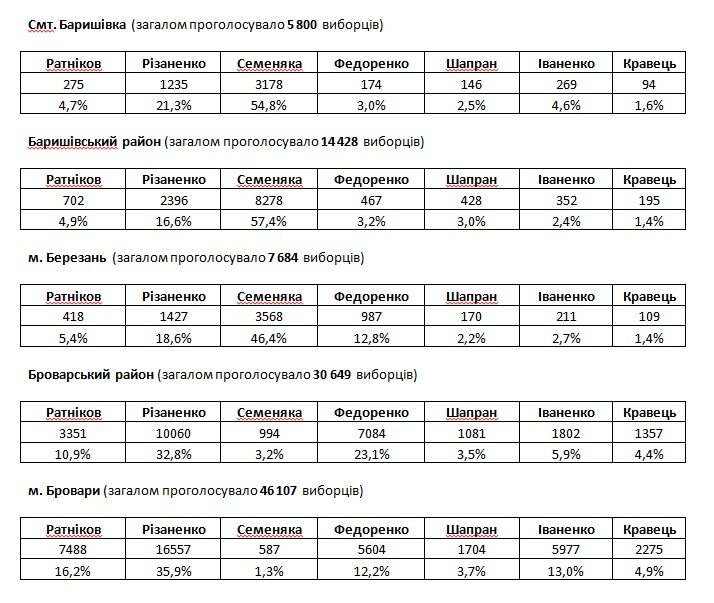 Смт. Баришівка (загалом проголосувало 5 800 виборців)
Ратніков Різаненко Семеняка Федоренко Шапран Іваненко Кравець
275 1235 3178 174 146 269 94
4,7% 21,3% 54,8% 3,0% 2,5% 4,6% 1,6%
Баришівський район (загалом проголосувало 14 428 виборців)
Ратніков Різаненко Семеняка Федоренко Шапран Іваненко Кравець
702 2396 8278 467 428 352 195
4,9% 16,6% 57,4% 3,2% 3,0% 2,4% 1,4%
м. Березань (загалом проголосувало 7 684 виборців)
Ратніков Різаненко Семеняка Федоренко Шапран Іваненко Кравець
418 1427 3568 987 170 211 109
5,4% 18,6% 46,4% 12,8% 2,2% 2,7% 1,4%
Броварський район (загалом проголосувало 30 649 виборців)
Ратніков Різаненко Семеняка Федоренко Шапран Іваненко Кравець
3351 10060 994 7084 1081 1802 1357
10,9% 32,8% 3,2% 23,1% 3,5% 5,9% 4,4%
м. Бровари (загалом проголосувало 46 107 виборців)
Ратніков Різаненко Семеняка Федоренко Шапран Іваненко Кравець
7488 16557 587 5604 1704 5977 2275
16,2% 35,9% 1,3% 12,2% 3,7% 13,0% 4,9%